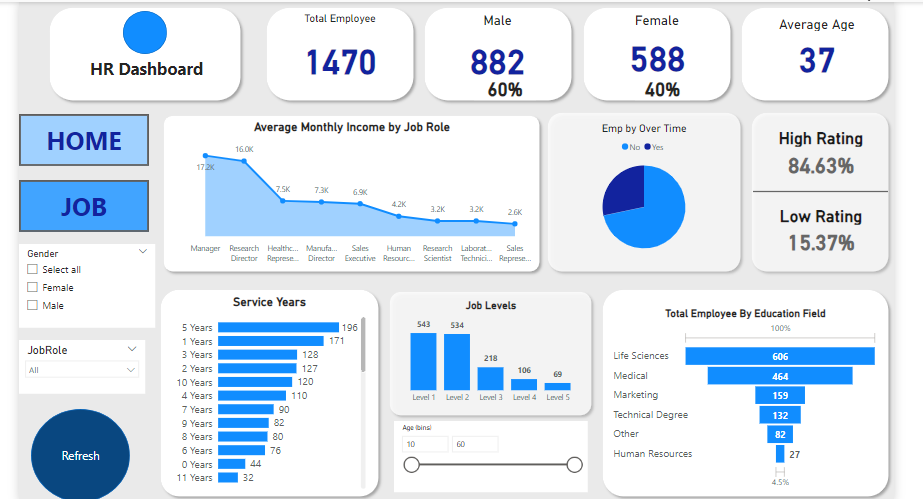 HR Dashboard
Total Employee
1470
Male
882
60%
Female
588
40%
Average Age
37
HOME
JOB
Gender
Select all
Female
Male
JobRole
All
Refresh
Average Monthly Income by Job Role
17.2K
16.0K
7.5K
7.3K
6.9K
4.2K
3.2K
3.2K
2.6K
Manager
Research
Director
Healthc...
Represe...
Manufa...
Director
Sales
Executive
Human
Resourc...
Research
Scientist
Laborat...
Technici...
Sales
Represe...
Emp by Over Time
No Yes
High Rating
84.63%
Low Rating
15.37%
Service Years
5 Years 196
1 Years 171
3 Years 128
2 Years 127
10 Years 120
4 Years 110
7 Years 90
9 Years 82
8 Years 80
6 Years 76
0 Years 44
11 Years 32
Job Levels
543
534
218
106
69
Level 1 Level 2 Level 3 Level 4 Level 5
Age (bins)
10 60
Total Employee By Education Field
100%
Life Sciences 606
Medical 464
Marketing 159
Technical Degree 132
Other 82
Human Resources 27
4.5%